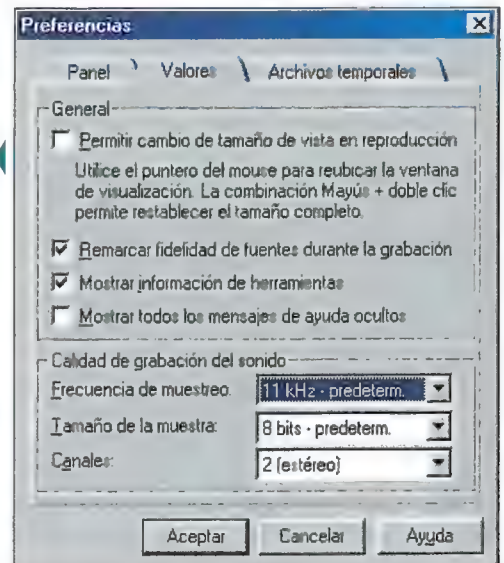 Preferencias
Panel Valores Archivos temporales
General
Permitir cambio de tamaño de vista en reproducción
Utilice el puntero del mouse para reubicar la ventana
de visualización. La combinación Mayús + doble clic
permite restablecer el tamaño completo.
Remarcar fidelidad de fuentes durante la grabación
Mostrar información de herramientas
Mostrar todos los mensajes de ayuda ocultos
Calidad de grabación del sonido
Frecuencia de muestreo: 11 kHz - predeterm.
Tamaño de la muestra: 8 bits - predeterm.
Canales: 2 (estéreo)
Aceptar Cancelar Ayuda